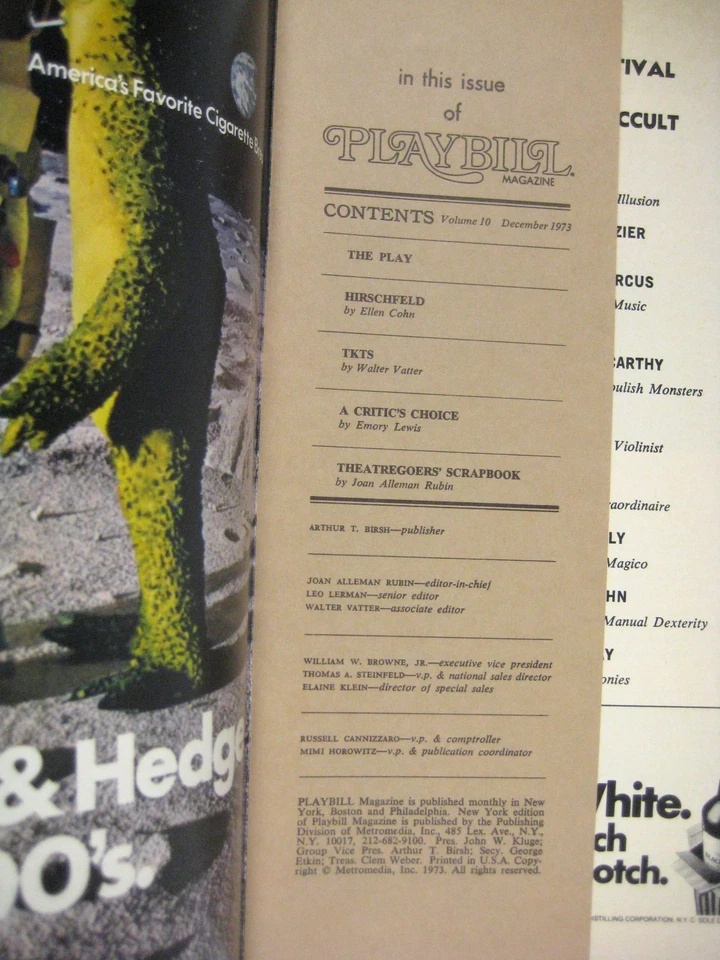 America's Favorite Cigarette
& Hedge
00's.
in this issue
of
PLAYBILL
MAGAZINE
CONTENTS Volume 10 December 1973
THE PLAY
HIRSCHFELD
by Ellen Cohn
TKTS
by Walter Vatter
A CRITIC'S CHOICE
by Emory Lewis
THEATREGOERS' SCRAPBOOK
by Joan Alleman Rubin
ARTHUR T. BIRSH—publisher
JOAN ALLEMAN RUBIN—editor-in-chief
LEO LERMAN—senior editor
WALTER VATTER—associate editor
WILLIAM W. BROWNE, JR.—executive vice president
THOMAS A. STEINFELD—v.p. & national sales director
ELAINE KLEIN—director of special sales
RUSSELL CANNIZZARO—v.p. & comptroller
MIMI HOROWITZ—v.p. & publication coordinator
PLAYBILL Magazine is published monthly in New
York, Boston and Philadelphia. New York edition
of Playbill Magazine is published by the Publishing
Division of Metromedia, Inc., 485 Lex. Ave., N.Y.,
N.Y. 10017, 212-682-9100. Pres. John W. Kluge;
Group Vice Pres. Arthur T. Birsh; Secy. George
Etkin; Treas. Clem Weber. Printed in U.S.A. Copy-
right © Metromedia, Inc. 1973. All rights reserved.
TIVAL
CCULT
Illusion
ZIER
RCUS
Music
CARTHY
oulish Monsters
Violinist
raordinaire
LY
Magico
HN
Manual Dexterity
Y
onies
White.
ch
otch.
ISTILLING CORPORATION, N.Y.C. SOLE